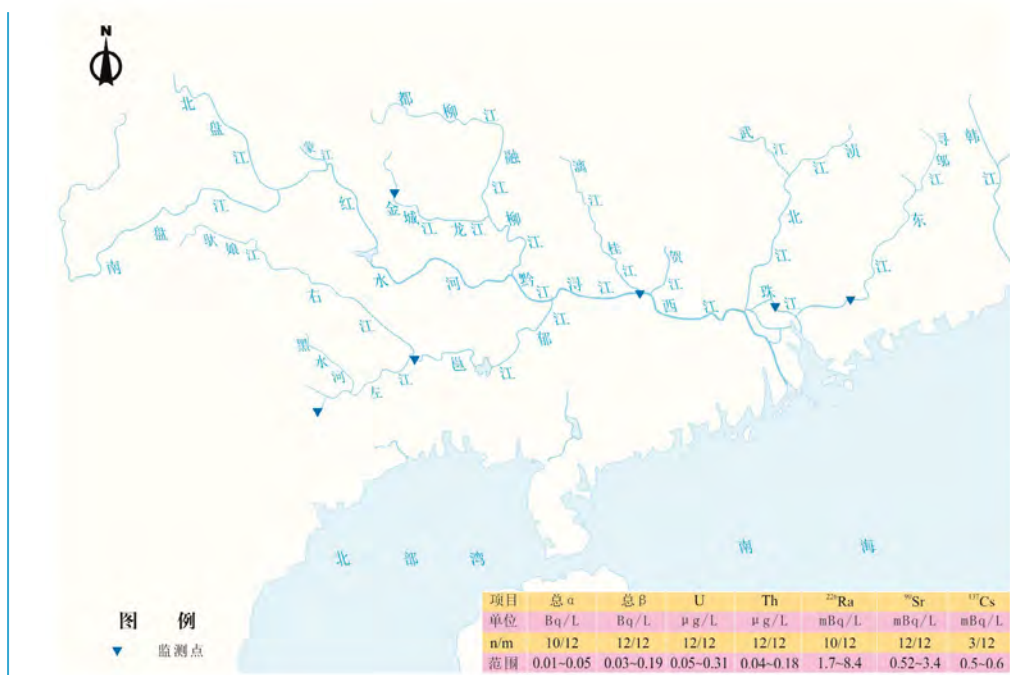 N
北盘江
蒙江
都柳江
融江
漓江
武江
浈江
寻邬江
韩江
南盘江
红水河
金城江
龙江
柳江
驮娘江
右江
黔江
浔江
桂江
贺江
西江
北江
珠江
东江
郁江
黑水河
左江
邕江
北部湾
南海
图 例
监测点
项目 总α 总β U Th ²²⁶Ra ⁹⁰Sr ¹³⁷Cs
单位 Bq/L Bq/L μg/L μg/L mBq/L mBq/L mBq/L
n/m 10/12 12/12 12/12 12/12 10/12 12/12 3/12
范围 0.01~0.05 0.03~0.19 0.05~0.31 0.04~0.18 1.7~8.4 0.52~3.4 0.5~0.6